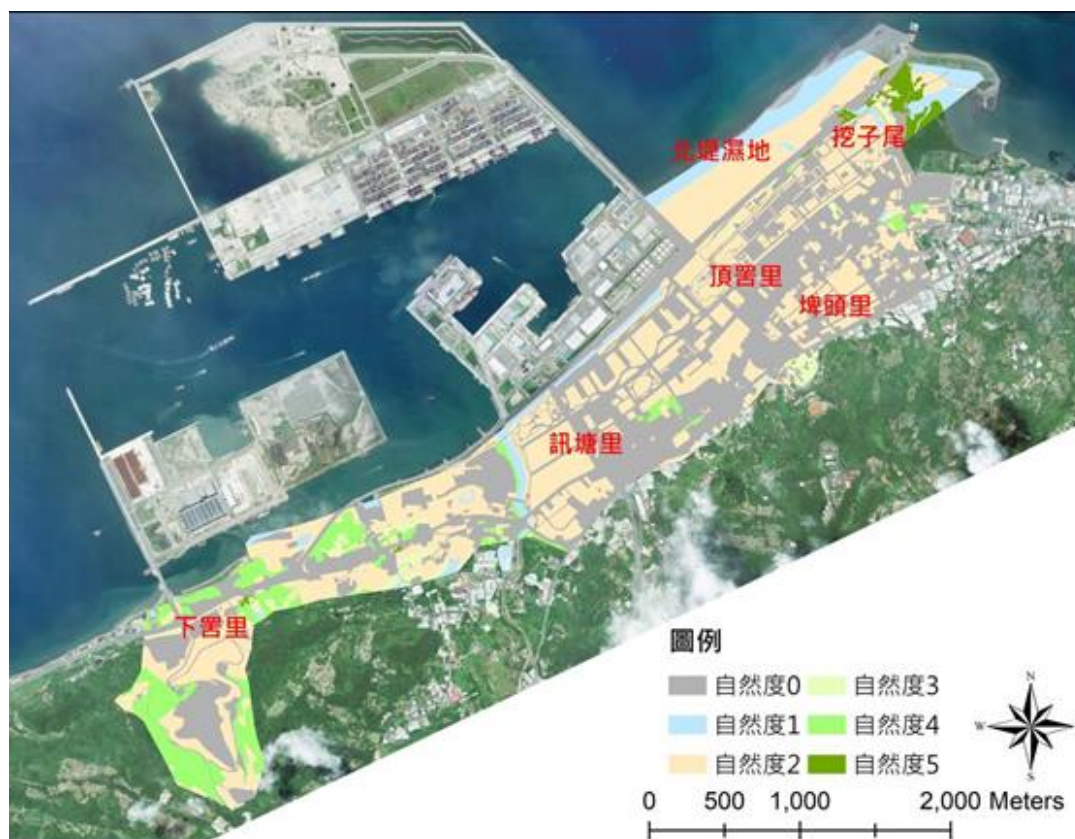 北堤濕地
挖子尾
頂罟里
埤頭里
訊塘里
下罟里
圖例
自然度0
自然度3
自然度1
自然度4
自然度2
自然度5
N
W
E
S
0
500
1,000
2,000 Meters